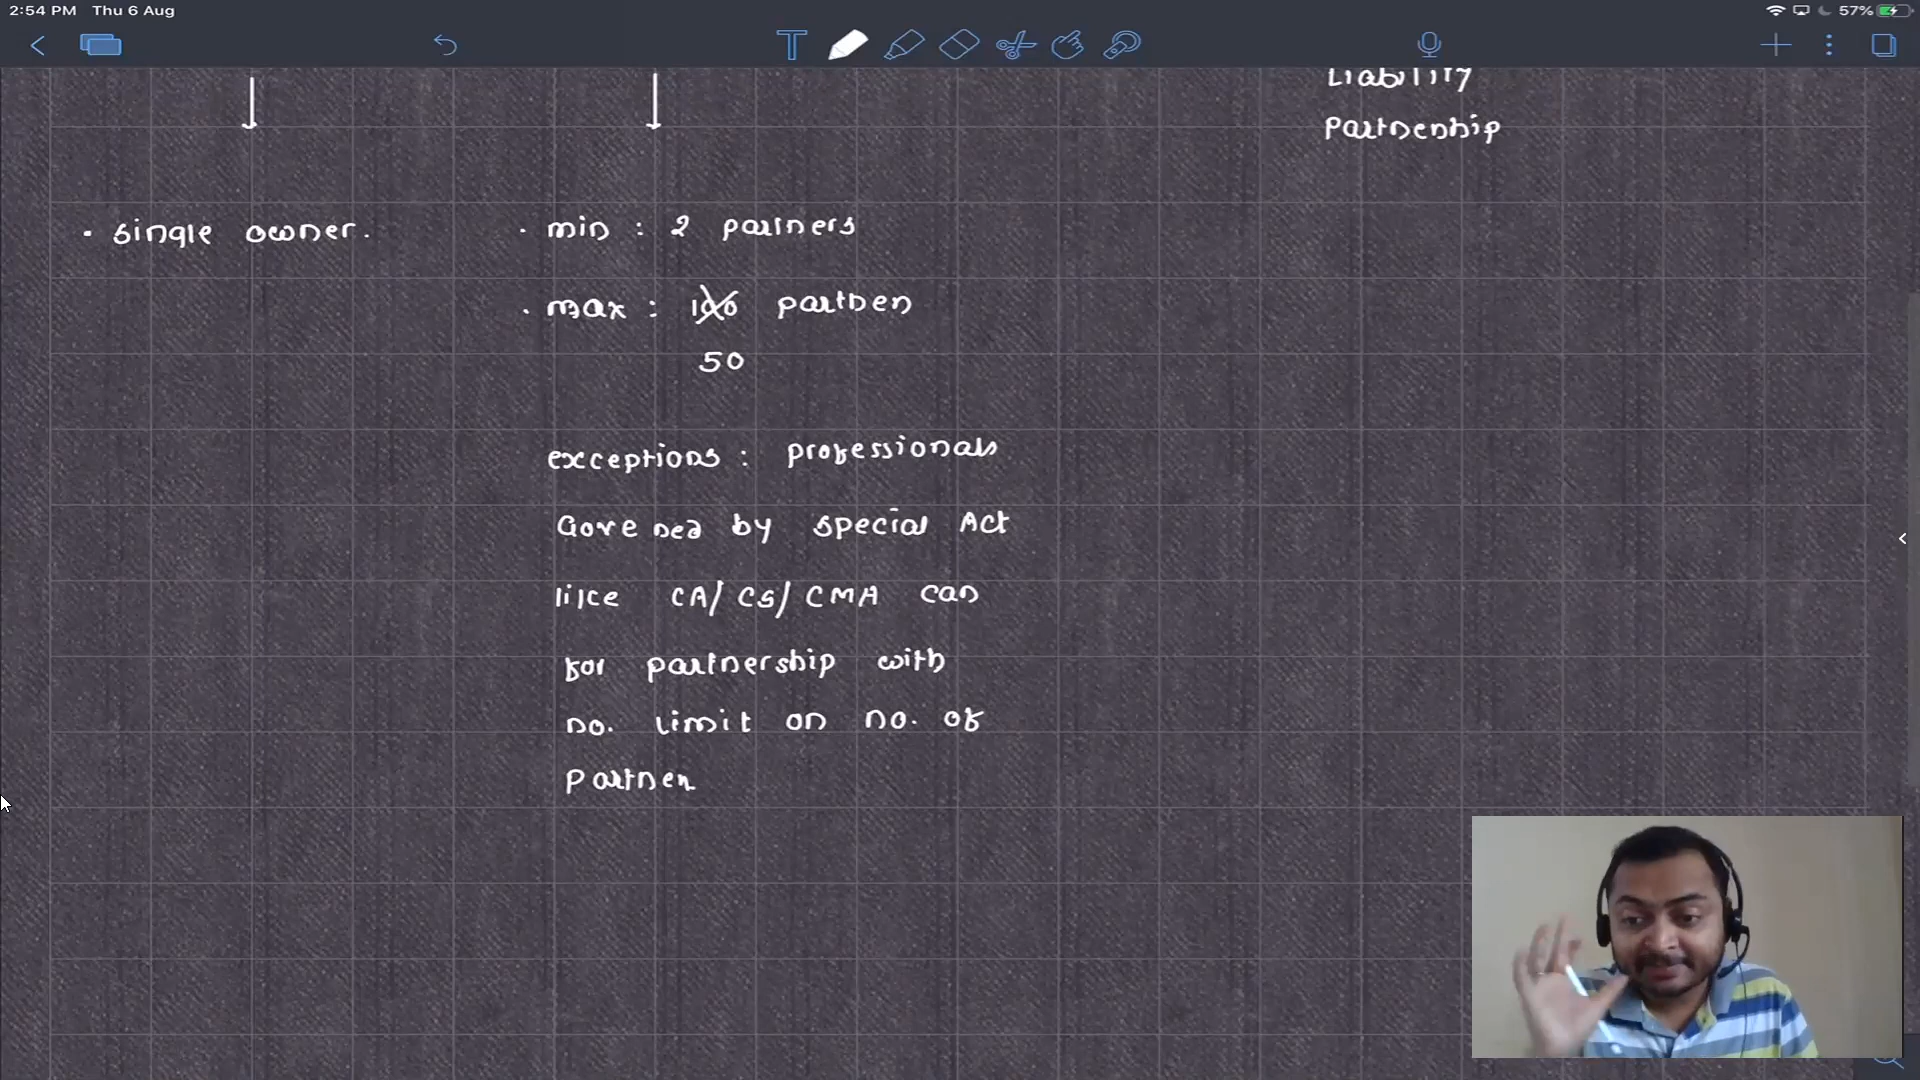 2:54 PM Thu 6 Aug
57%
T
Liability
Partnership
• single owner.
• min : 2 partners
• max : 100 partner
50
exceptions : professionals
Governed by special Act
like CA/ CS/ CMA can
for partnership with
no. limit on no. of
Partner